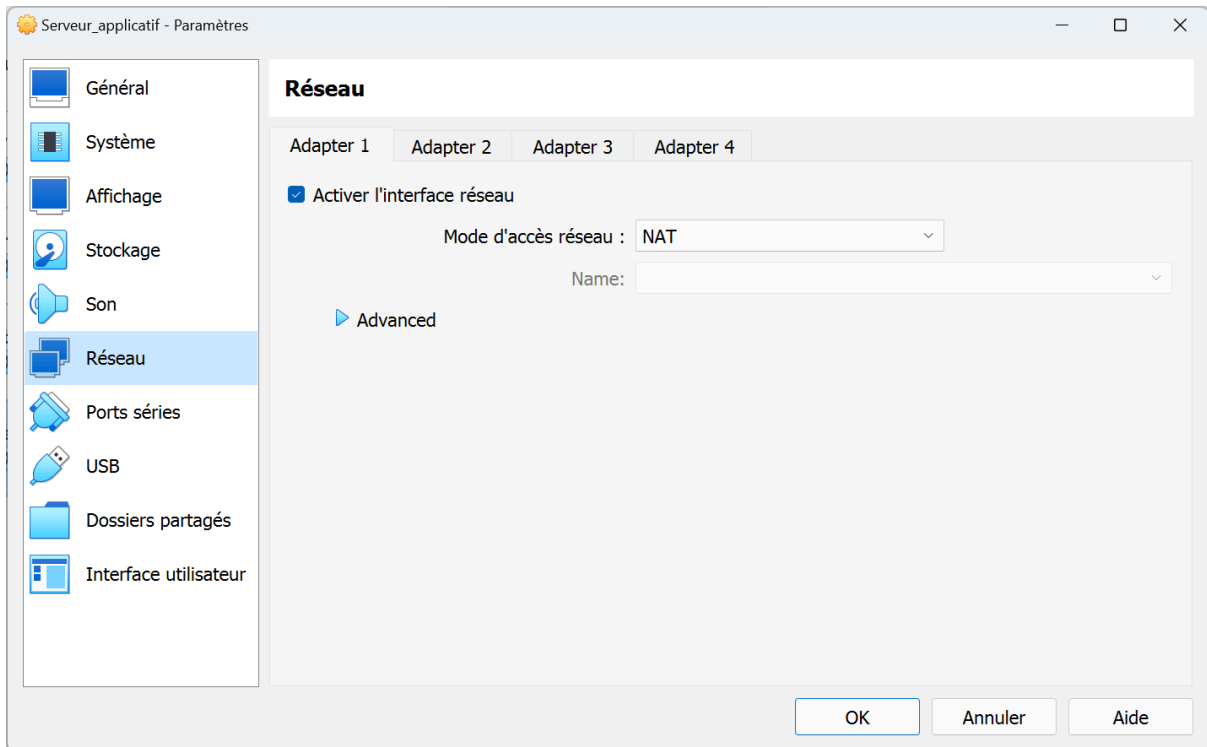 Serveur_applicatif - Paramètres
Général
Système
Affichage
Stockage
Son
Réseau
Ports séries
USB
Dossiers partagés
Interface utilisateur
Réseau
Adapter 1 Adapter 2 Adapter 3 Adapter 4
Activer l'interface réseau
Mode d'accès réseau : NAT
Name:
Advanced
OK Annuler Aide